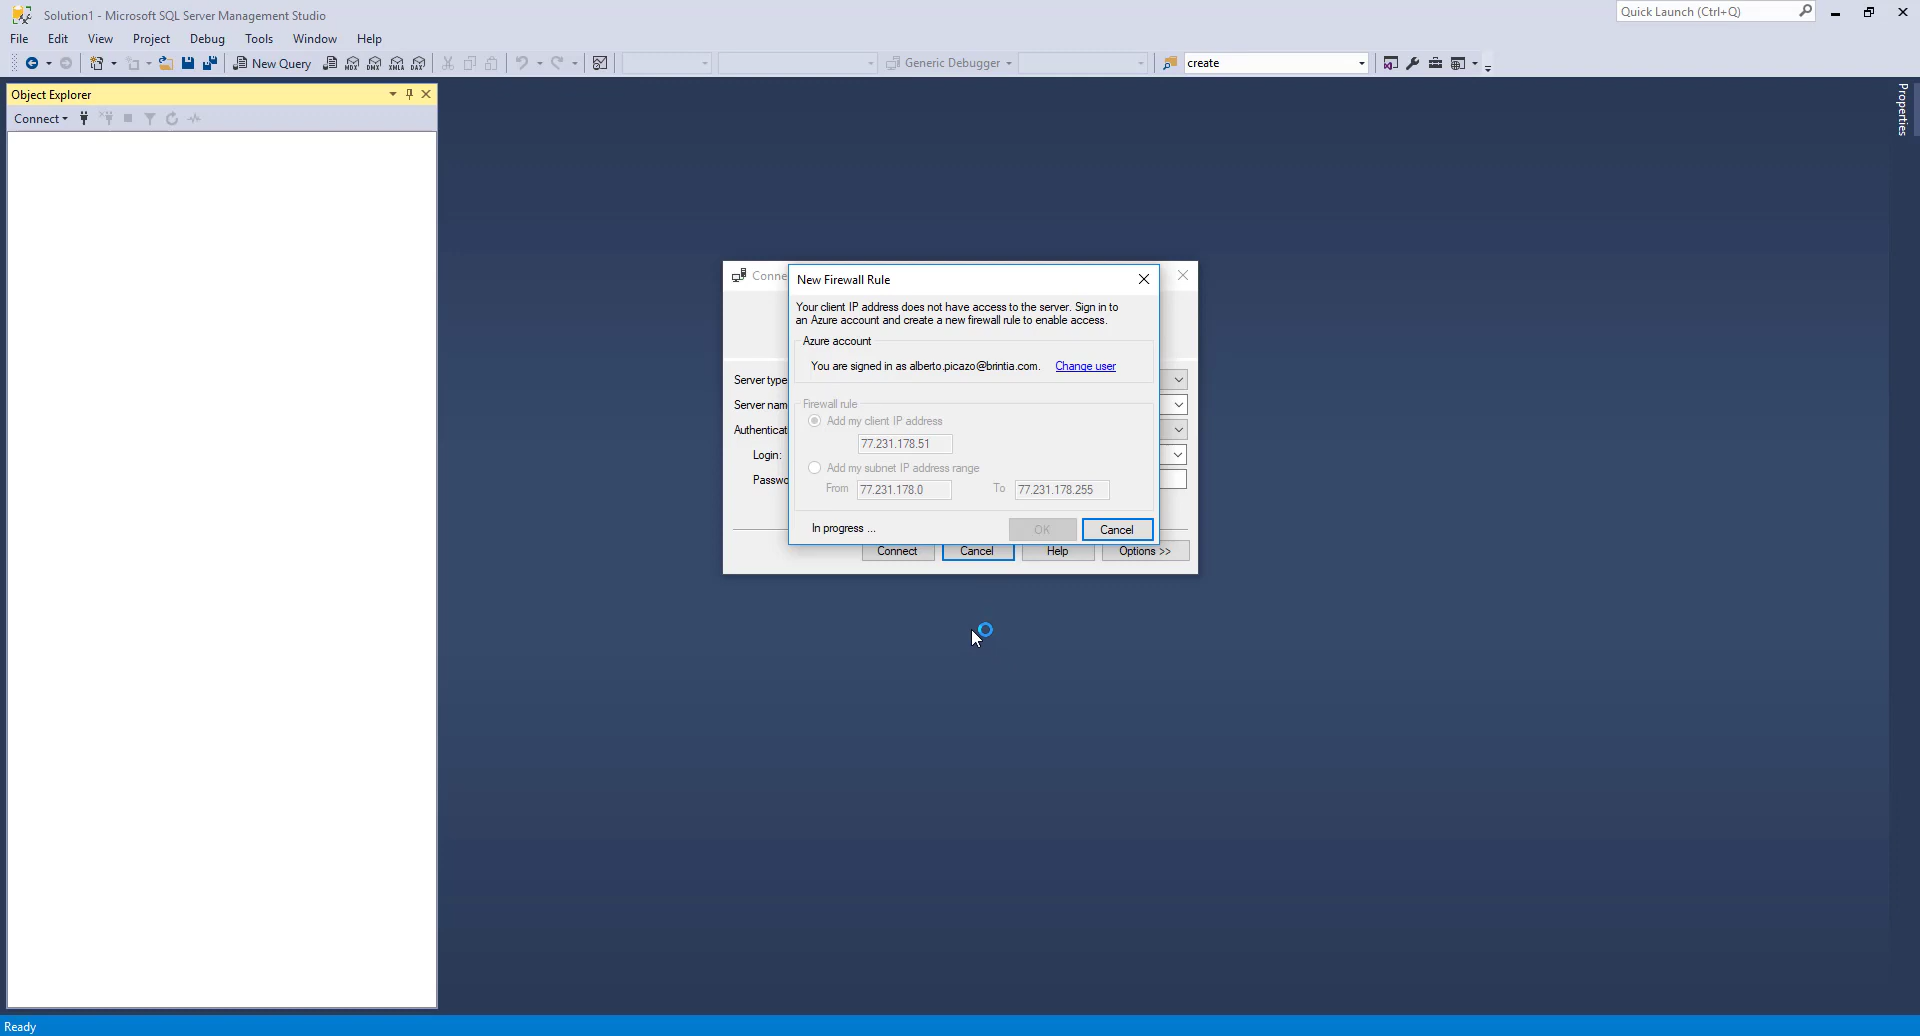 Solution1 - Microsoft SQL Server Management Studio
Quick Launch (Ctrl+Q)
File Edit View Project Debug Tools Window Help
New Query MDX DMX XMLA DAX Generic Debugger create
Object Explorer
Connect
Properties
Conne
New Firewall Rule
Your client IP address does not have access to the server. Sign in to
an Azure account and create a new firewall rule to enable access.
Azure account
You are signed in as alberto.picazo@brintia.com. Change user
Server type
Server nam
Authenticat
Login:
Passwo
Firewall rule
Add my client IP address
77.231.178.51
Add my subnet IP address range
From 77.231.178.0 To 77.231.178.255
In progress ... OK Cancel
Connect Cancel Help Options >>
Ready